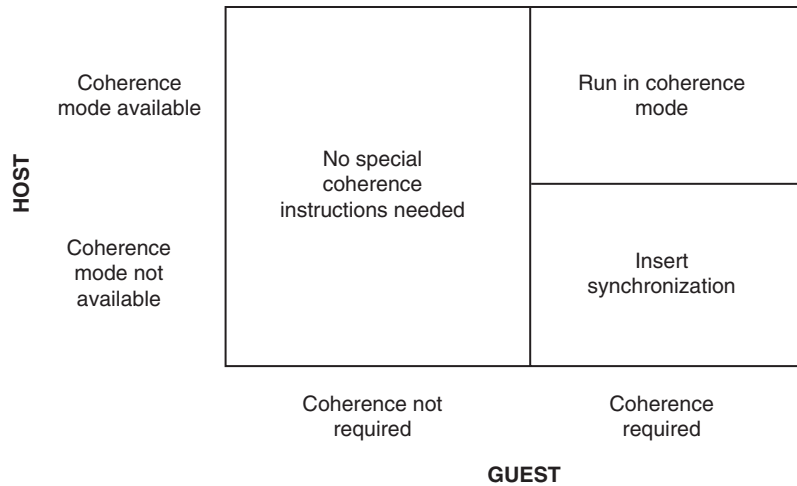 HOST
Coherence
mode available
Coherence
mode not
available
No special
coherence
instructions needed
Run in coherence
mode
Insert
synchronization
Coherence not
required
Coherence
required
GUEST